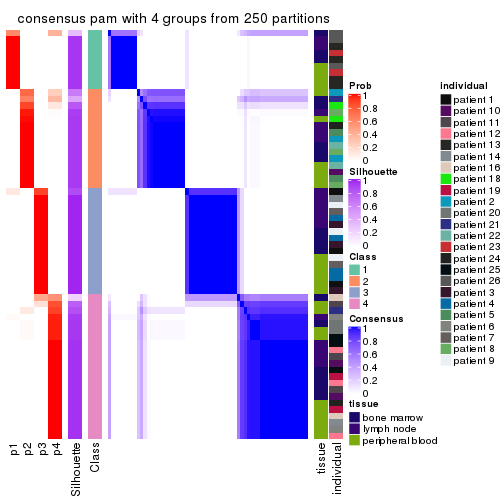 consensus pam with 4 groups from 250 partitions
Prob
1
0.8
0.6
0.4
0.2
0
Silhouette
1
0.8
0.6
0.4
0.2
0
Class
1
2
3
4
Consensus
1
0.8
0.6
0.4
0.2
0
tissue
bone marrow
lymph node
peripheral blood
individual
patient 1
patient 10
patient 11
patient 12
patient 13
patient 14
patient 16
patient 18
patient 19
patient 2
patient 20
patient 21
patient 22
patient 23
patient 24
patient 25
patient 26
patient 3
patient 4
patient 5
patient 6
patient 7
patient 8
patient 9
p1
p2
p3
p4
Silhouette
Class
tissue
individual